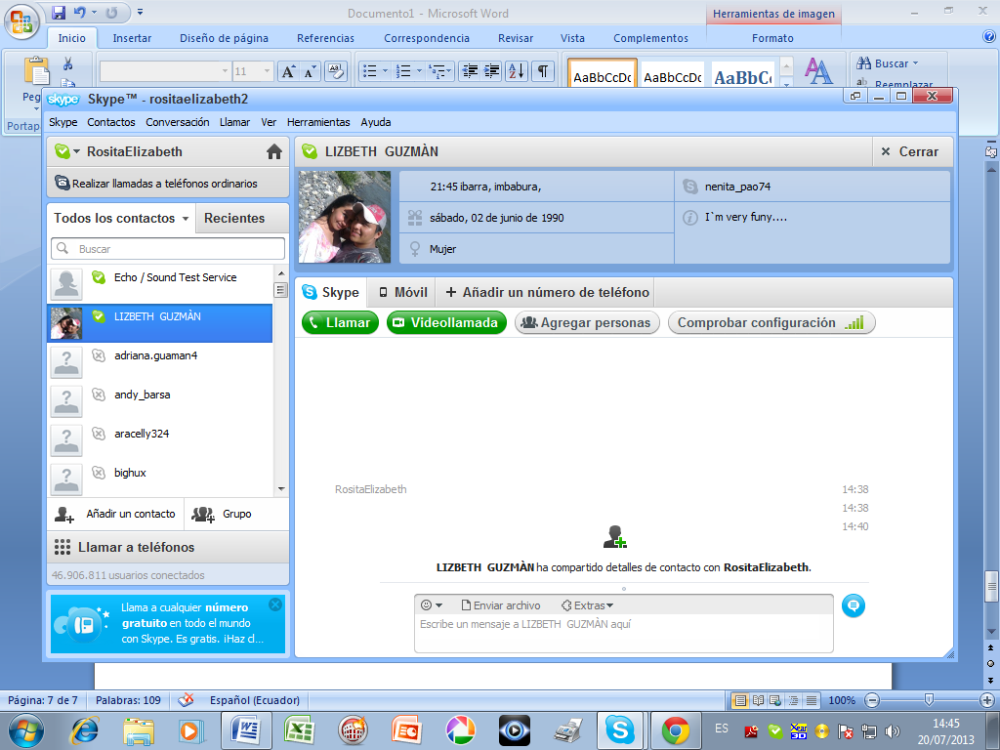 Documento1 - Microsoft Word
Herramientas de imagen
Inicio
Insertar
Diseño de página
Referencias
Correspondencia
Revisar
Vista
Complementos
Formato
11
AaBbCcDc
AaBbCcDc
AaBbC
Buscar
Reemplazar
Peg
Portap
skype Skype™ - rositaelizabeth2
Skype Contactos Conversación Llamar Ver Herramientas Ayuda
RositaElizabeth
Realizar llamadas a teléfonos ordinarios
Todos los contactos
Recientes
Buscar
Echo / Sound Test Service
LIZBETH GUZMÀN
adriana.guaman4
andy_barsa
aracelly324
bighux
Añadir un contacto
Grupo
Llamar a teléfonos
46.906.811 usuarios conectados
Llama a cualquier número
gratuito en todo el mundo
con Skype. Es gratis. ¡Haz cl...
LIZBETH GUZMÀN
Cerrar
21:45 ibarra, imbabura,
sábado, 02 de junio de 1990
Mujer
nenita_pao74
I`m very funy....
Skype
Móvil
+ Añadir un número de teléfono
Llamar
Videollamada
Agregar personas
Comprobar configuración
RositaElizabeth 14:38
14:38
14:40
LIZBETH GUZMÀN ha compartido detalles de contacto con RositaElizabeth.
Enviar archivo
Extras
Escribe un mensaje a LIZBETH GUZMÀN aquí
Página: 7 de 7
Palabras: 109
Español (Ecuador)
100%
ES
14:45
20/07/2013